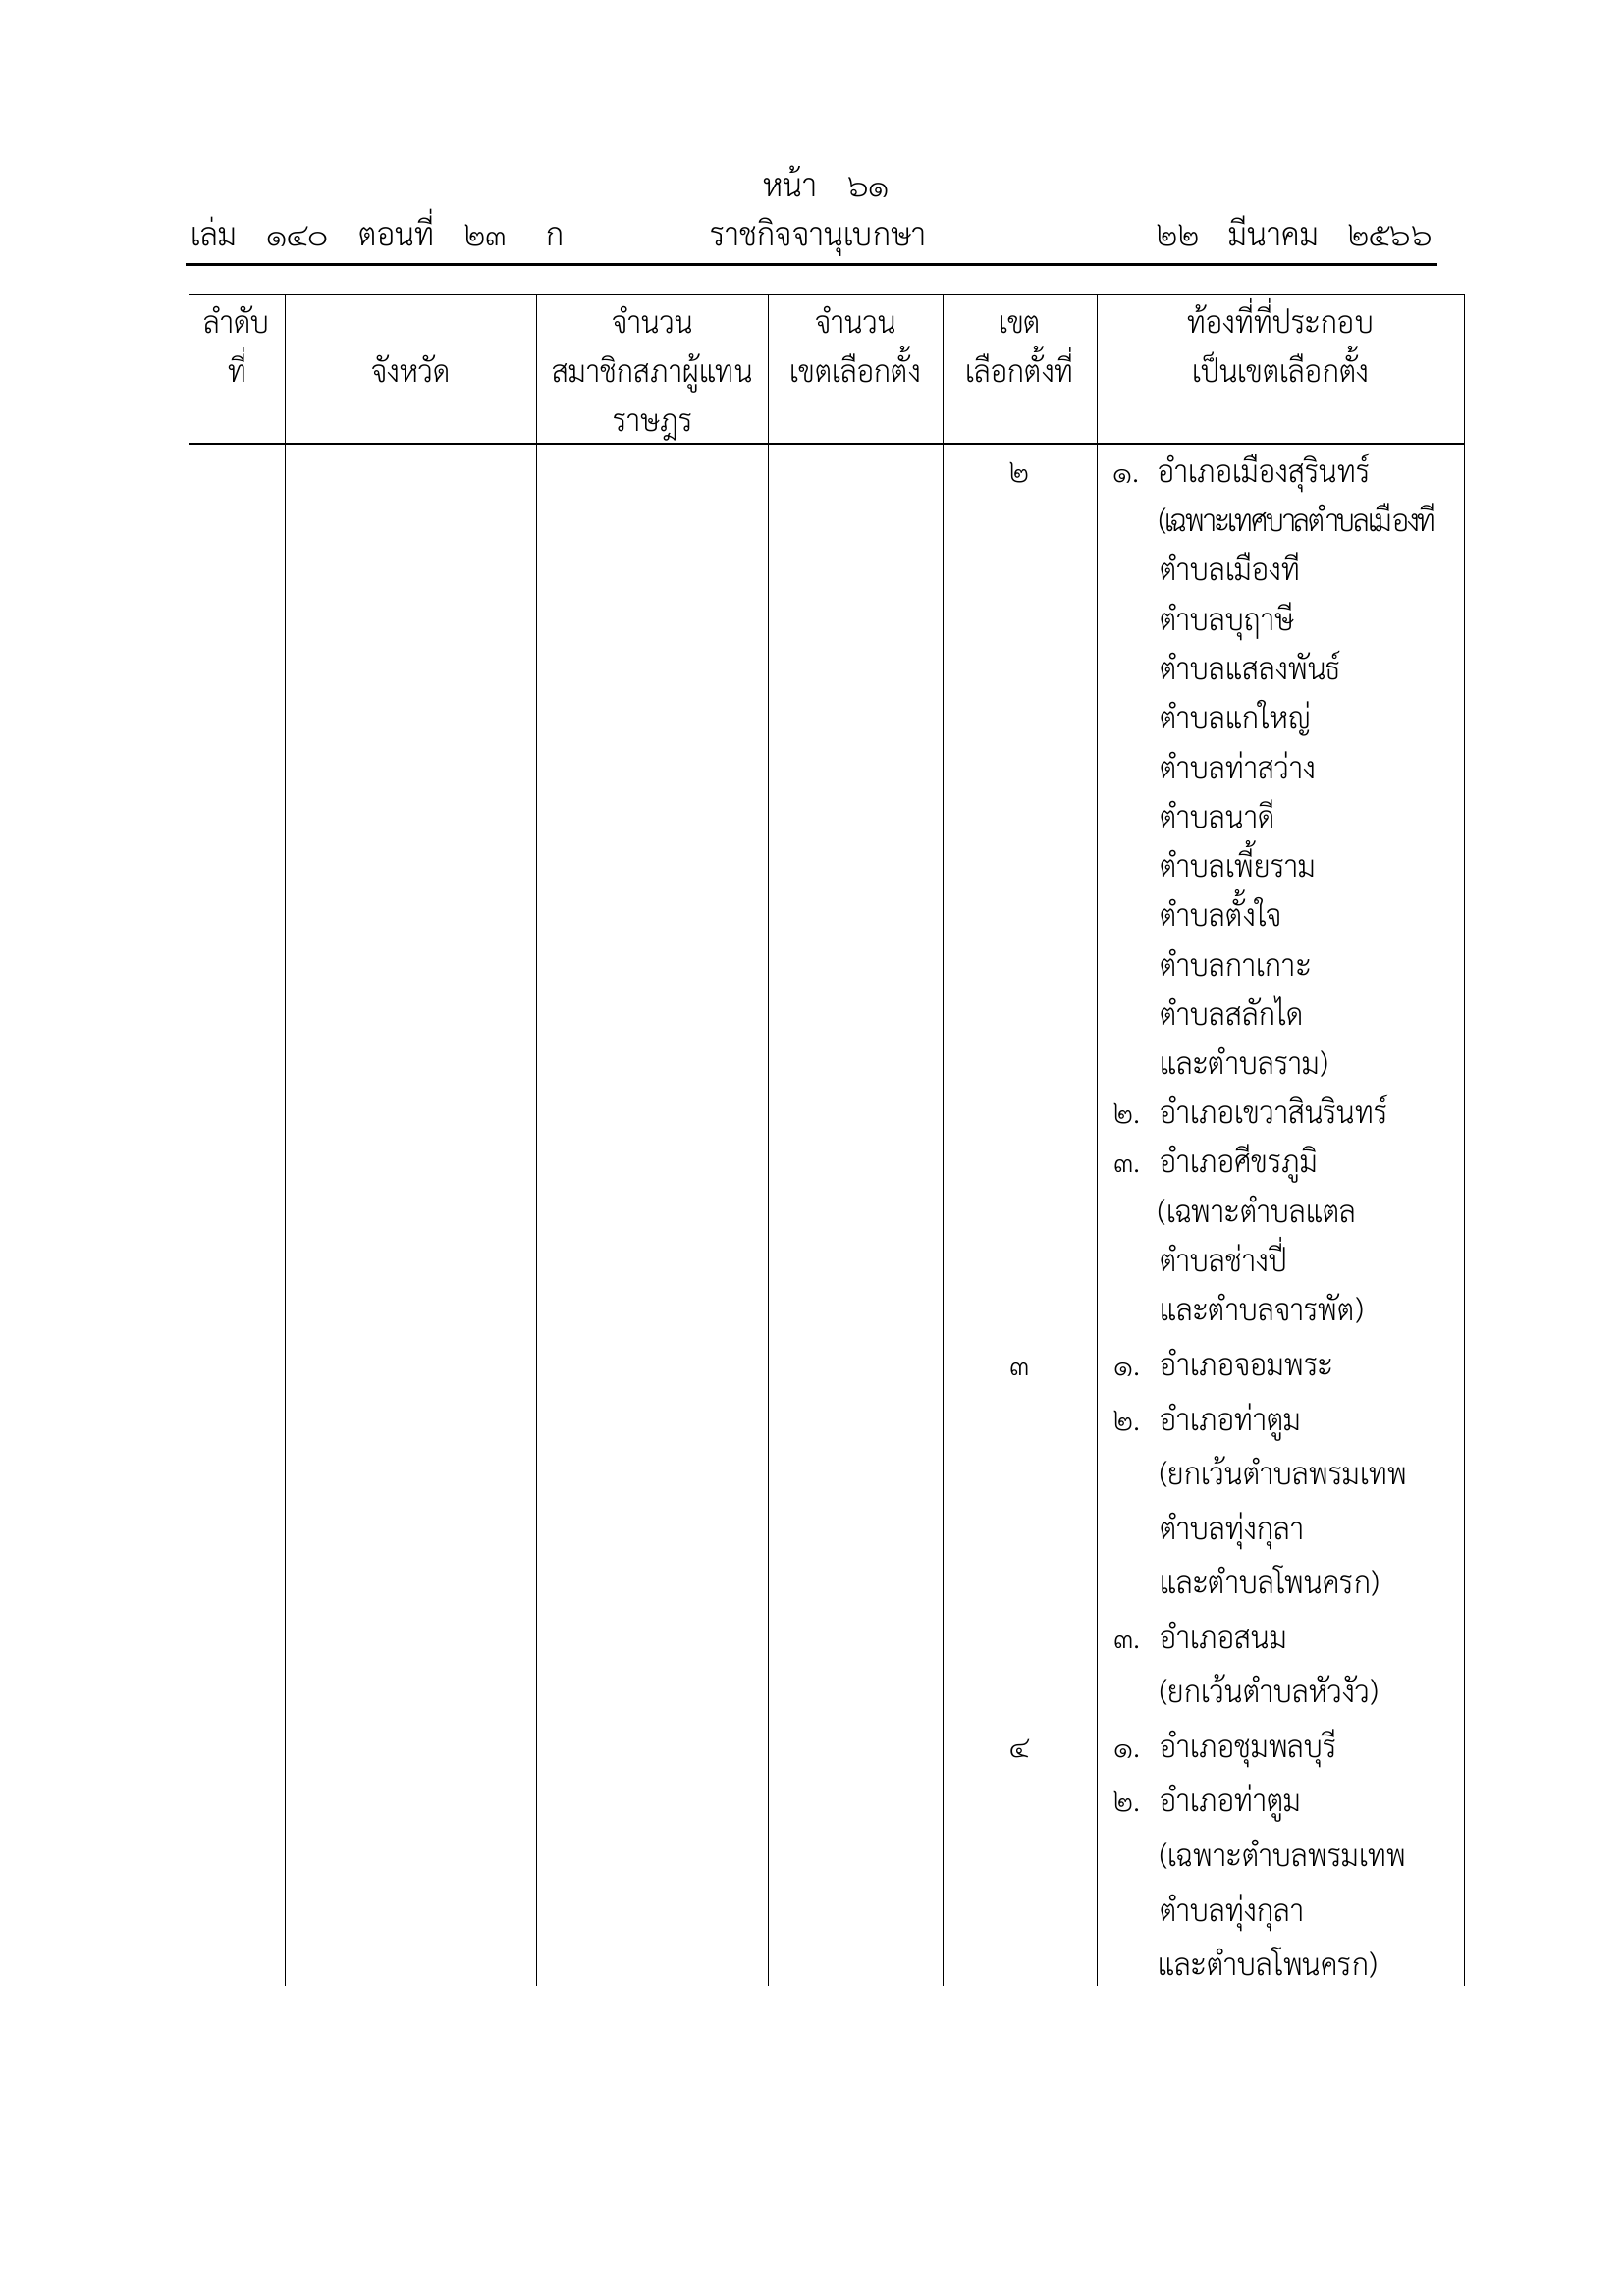 หน้า ๖๑
เล่ม ๑๔๐ ตอนที่ ๒๓ ก ราชกิจจานุเบกษา ๒๒ มีนาคม ๒๕๖๖
ลำดับ จำนวน จำนวน เขต ท้องที่ที่ประกอบ
ที่ จังหวัด สมาชิกสภาผู้แทน เขตเลือกตั้ง เลือกตั้งที่ เป็นเขตเลือกตั้ง
ราษฎร
๒ ๑. อำเภอเมืองสุรินทร์
(เฉพาะเทศบาลตำบลเมืองที
ตำบลเมืองที
ตำบลบุฤาษี
ตำบลแสลงพันธ์
ตำบลแกใหญ่
ตำบลท่าสว่าง
ตำบลนาดี
ตำบลเพี้ยราม
ตำบลตั้งใจ
ตำบลกาเกาะ
ตำบลสลักได
และตำบลราม)
๒. อำเภอเขวาสินรินทร์
๓. อำเภอศีขรภูมิ
(เฉพาะตำบลแตล
ตำบลช่างปี่
และตำบลจารพัต)
๓ ๑. อำเภอจอมพระ
๒. อำเภอท่าตูม
(ยกเว้นตำบลพรมเทพ
ตำบลทุ่งกุลา
และตำบลโพนครก)
๓. อำเภอสนม
(ยกเว้นตำบลหัวงัว)
๔ ๑. อำเภอชุมพลบุรี
๒. อำเภอท่าตูม
(เฉพาะตำบลพรมเทพ
ตำบลทุ่งกุลา
และตำบลโพนครก)